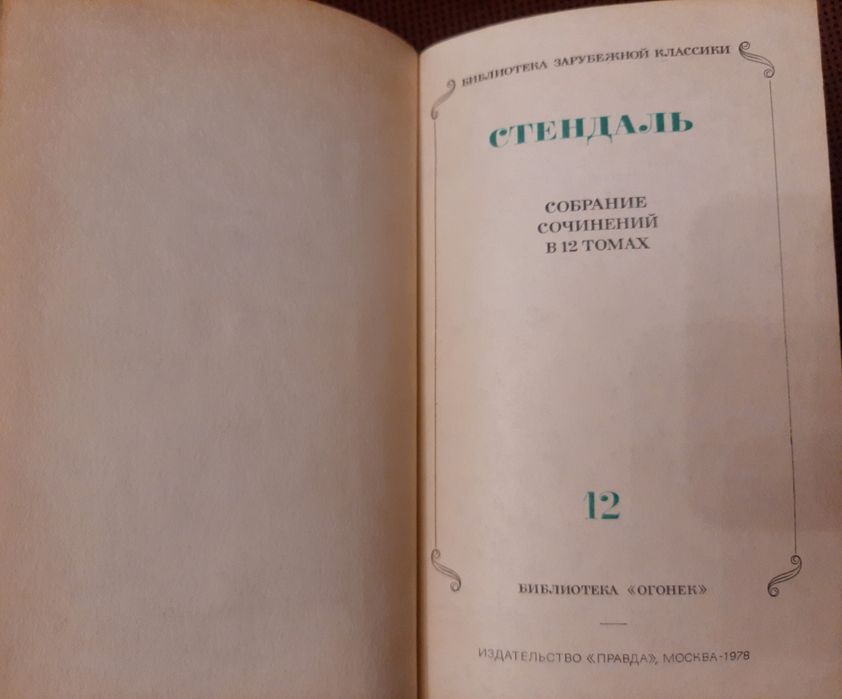 БИБЛИОТЕКА ЗАРУБЕЖНОЙ КЛАССИКИ
СТЕНДАЛЬ
СОБРАНИЕ
СОЧИНЕНИЙ
В 12 ТОМАХ
12
БИБЛИОТЕКА «ОГОНЕК»
ИЗДАТЕЛЬСТВО «ПРАВДА», МОСКВА-1978